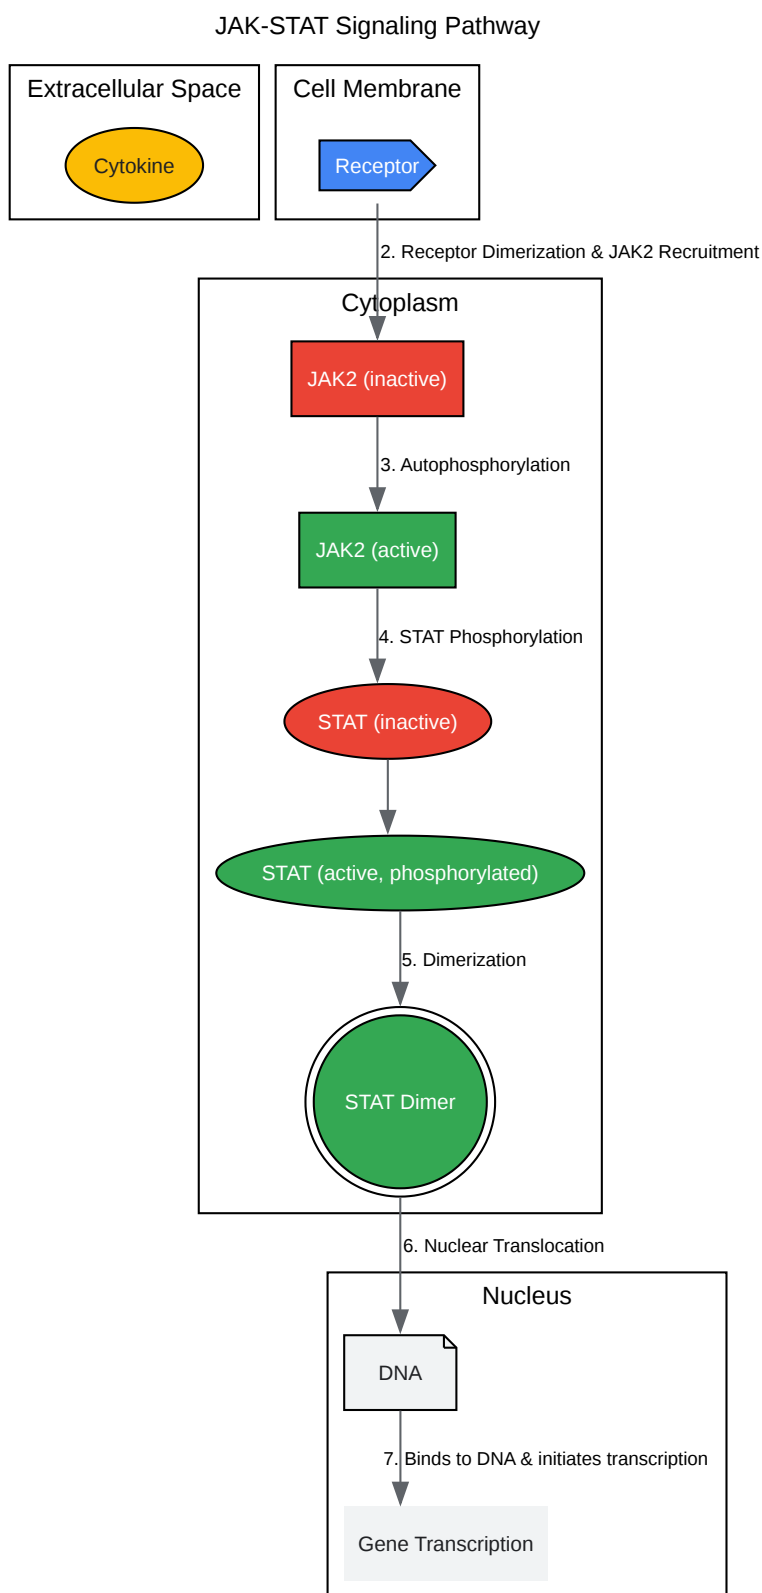 JAK-STAT Signaling Pathway
Extracellular Space
Cell Membrane
Cytokine
Receptor
2. Receptor Dimerization & JAK2 Recruitment
Cytoplasm
JAK2 (inactive)
3. Autophosphorylation
JAK2 (active)
4. STAT Phosphorylation
STAT (inactive)
STAT (active, phosphorylated)
5. Dimerization
STAT Dimer
6. Nuclear Translocation
Nucleus
DNA
7. Binds to DNA & initiates transcription
Gene Transcription